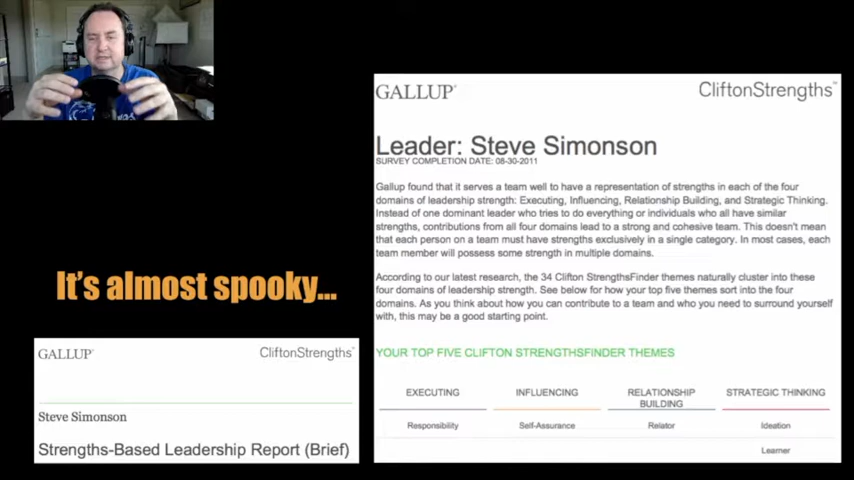 It's almost spooky...
GALLUP® CliftonStrengths™
Steve Simonson
Strengths-Based Leadership Report (Brief)
GALLUP® CliftonStrengths™
Leader: Steve Simonson
SURVEY COMPLETION DATE: 08-30-2011
Gallup found that it serves a team well to have a representation of strengths in each of the four
domains of leadership strength: Executing, Influencing, Relationship Building, and Strategic Thinking.
Instead of one dominant leader who tries to do everything or individuals who all have similar
strengths, contributions from all four domains lead to a strong and cohesive team. This doesn't mean
that each person on a team must have strengths exclusively in a single category. In most cases, each
team member will possess some strength in multiple domains.
According to our latest research, the 34 Clifton StrengthsFinder themes naturally cluster into these
four domains of leadership strength. See below for how your top five themes sort into the four
domains. As you think about how you can contribute to a team and who you need to surround yourself
with, this may be a good starting point.
YOUR TOP FIVE CLIFTON STRENGTHSFINDER THEMES
EXECUTING INFLUENCING RELATIONSHIP BUILDING STRATEGIC THINKING
Responsibility Self-Assurance Relator Ideation
Learner